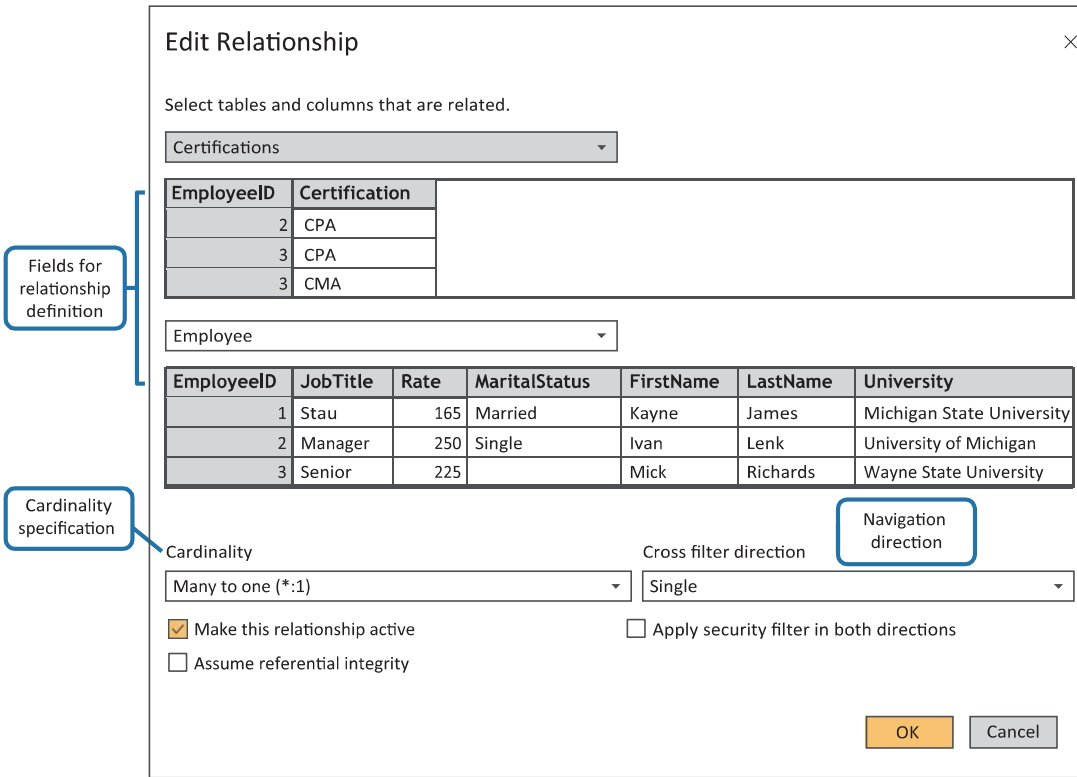 Edit Relationship
Select tables and columns that are related.
Certifications
EmployeeID Certification
2 CPA
3 CPA
3 CMA
Fields for
relationship
definition
Employee
EmployeeID JobTitle Rate MaritalStatus FirstName LastName University
1 Stau 165 Married Kayne James Michigan State University
2 Manager 250 Single Ivan Lenk University of Michigan
3 Senior 225 Mick Richards Wayne State University
Cardinality
specification
Navigation
direction
Cardinality Cross filter direction
Many to one (*:1) Single
Make this relationship active Apply security filter in both directions
Assume referential integrity
OK Cancel